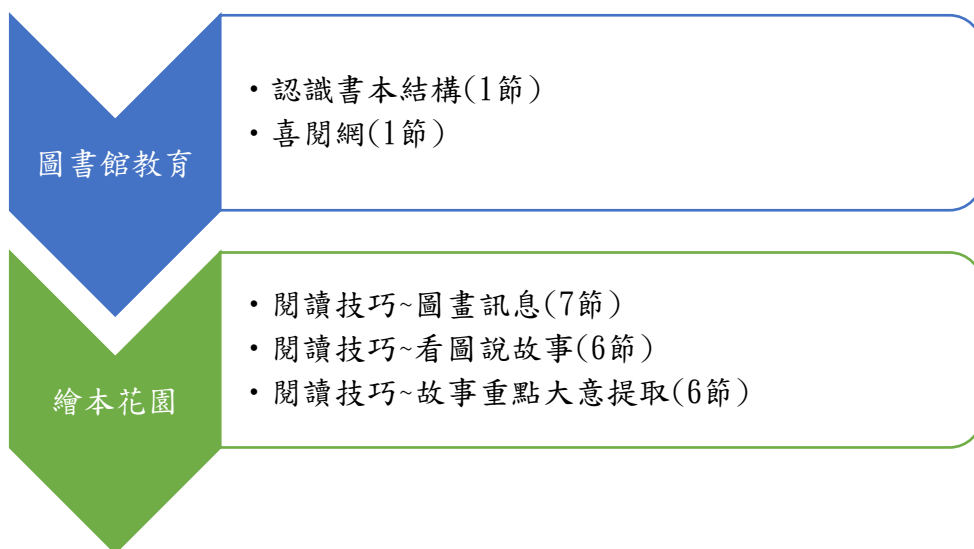 圖書館教育
・認識書本結構(1節)
・喜閱網(1節)
繪本花園
・閱讀技巧~圖畫訊息(7節)
・閱讀技巧~看圖說故事(6節)
・閱讀技巧~故事重點大意提取(6節)